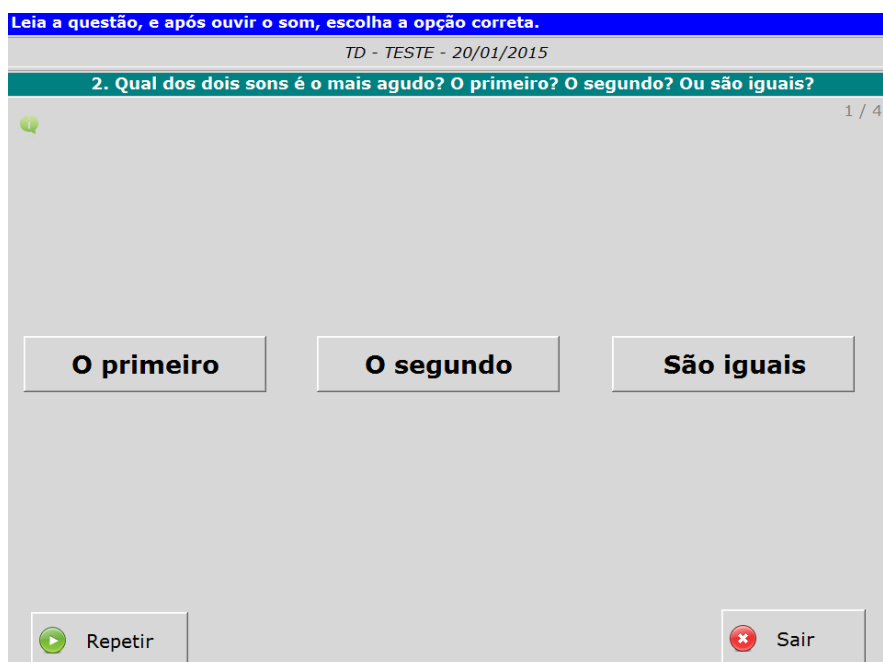 Leia a questão, e após ouvir o som, escolha a opção correta.
TD - TESTE - 20/01/2015
2. Qual dos dois sons é o mais agudo? O primeiro? O segundo? Ou são iguais?
1 / 4
O primeiro
O segundo
São iguais
Repetir
Sair